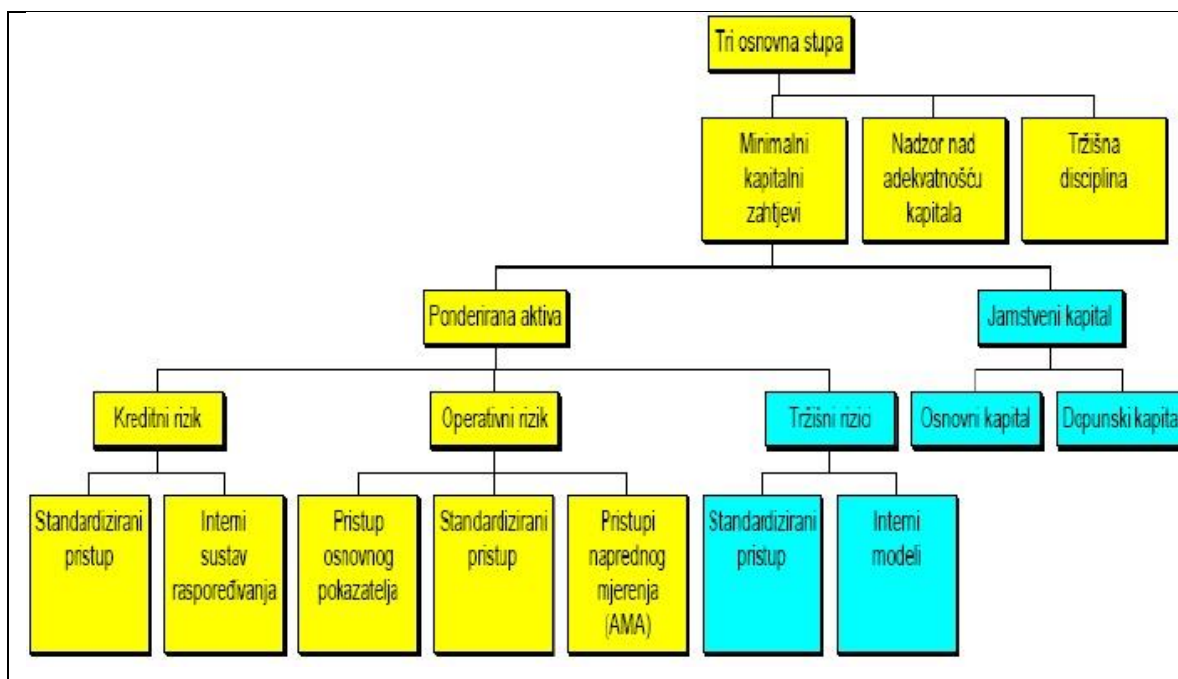 Tri osnovna stupa
Minimalni
kapitalni
zahtjevi
Nadzor nad
adekvatnošću
kapitala
Tržišna
disciplina
Ponderirana aktiva
Jamstveni kapital
Kreditni rizik
Operativni rizik
Tržišni rizici
Osnovni kapital
Dopunski kapital
Standardizirani
pristup
Interni
sustav
raspoređivanja
Pristup
osnovnog
pokazatelja
Standardizirani
pristup
Pristupi
naprednog
mjerenja
(AMA)
Standardizirani
pristup
Interni
modeli